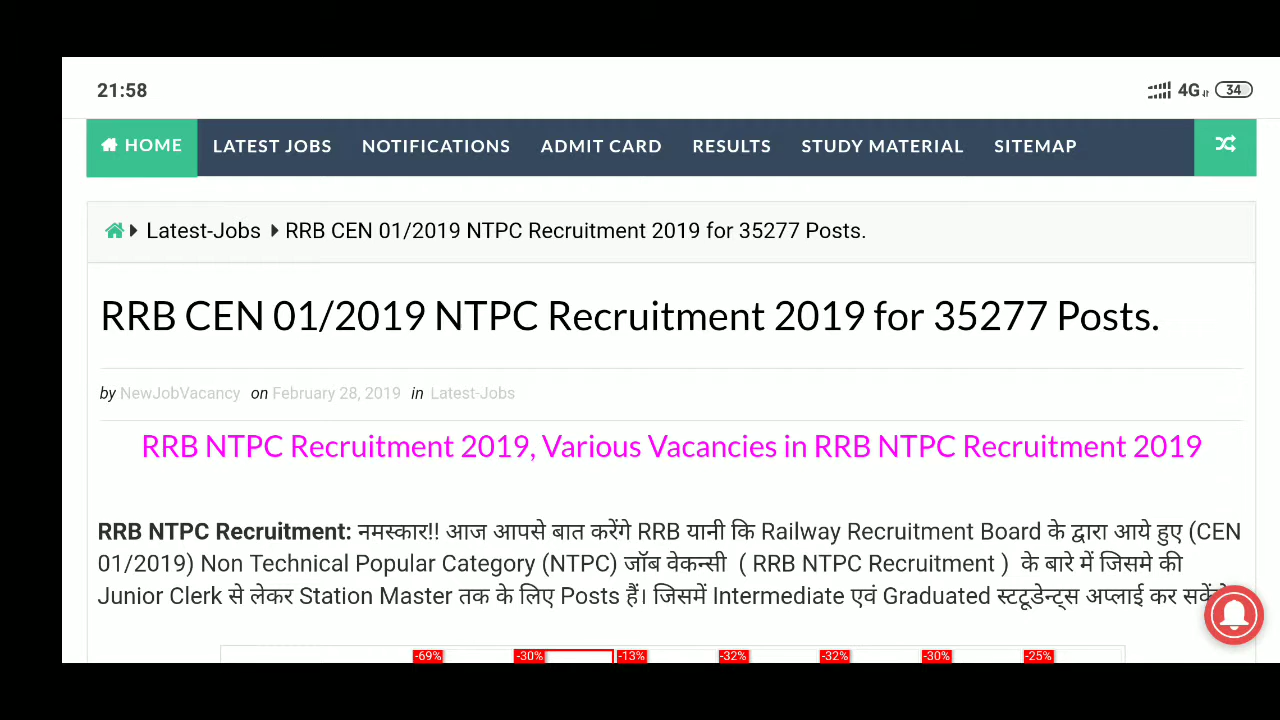 21:58 4G 34
HOME LATEST JOBS NOTIFICATIONS ADMIT CARD RESULTS STUDY MATERIAL SITEMAP
Latest-Jobs RRB CEN 01/2019 NTPC Recruitment 2019 for 35277 Posts.
RRB CEN 01/2019 NTPC Recruitment 2019 for 35277 Posts.
by NewJobVacancy on February 28, 2019 in Latest-Jobs
RRB NTPC Recruitment 2019, Various Vacancies in RRB NTPC Recruitment 2019
RRB NTPC Recruitment: नमस्कार!! आज आपसे बात करेंगे RRB यानी कि Railway Recruitment Board के द्वारा आये हुए (CEN
01/2019) Non Technical Popular Category (NTPC) जॉब वेकन्सी ( RRB NTPC Recruitment ) के बारे में जिसमे की
Junior Clerk से लेकर Station Master तक के लिए Posts हैं। जिसमें Intermediate एवं Graduated स्टटूडेन्ट्स अप्लाई कर
-69% -30% -13% -32% -32% -30% -25%